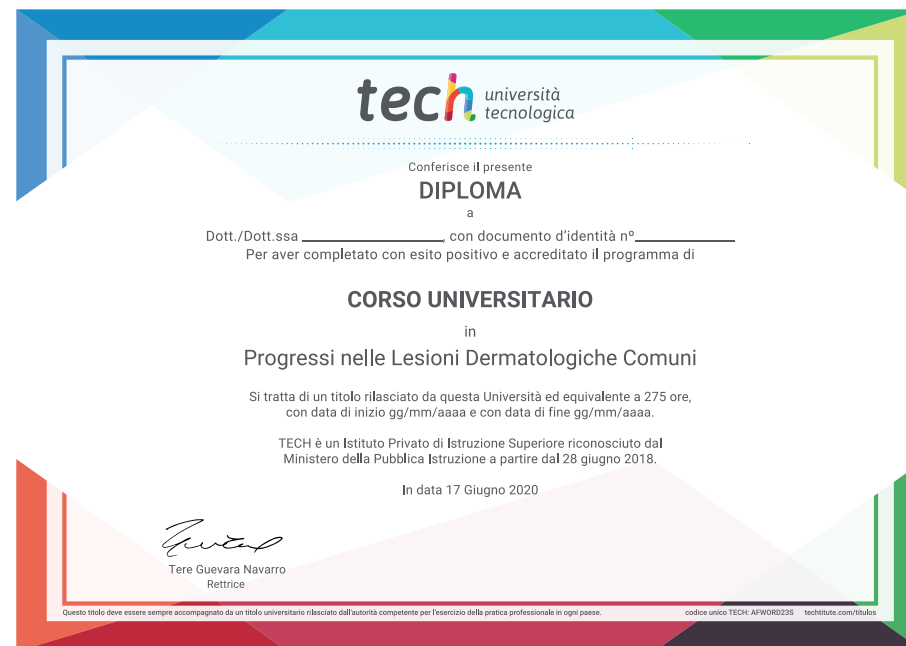 tech università
tecnologica
Conferisce il presente
DIPLOMA
a
Dott./Dott.ssa ____________________, con documento d'identità nº______________
Per aver completato con esito positivo e accreditato il programma di
CORSO UNIVERSITARIO
in
Progressi nelle Lesioni Dermatologiche Comuni
Si tratta di un titolo rilasciato da questa Università ed equivalente a 275 ore,
con data di inizio gg/mm/aaaa e con data di fine gg/mm/aaaa.
TECH è un Istituto Privato di Istruzione Superiore riconosciuto dal
Ministero della Pubblica Istruzione a partire dal 28 giugno 2018.
In data 17 Giugno 2020
Tere Guevara Navarro
Rettrice
Questo titolo deve essere sempre accompagnato da un titolo universitario rilasciato dall'autorità competente per l'esercizio della pratica professionale in ogni paese. codice unico TECH: AFWORD23S techtitute.com/títulos